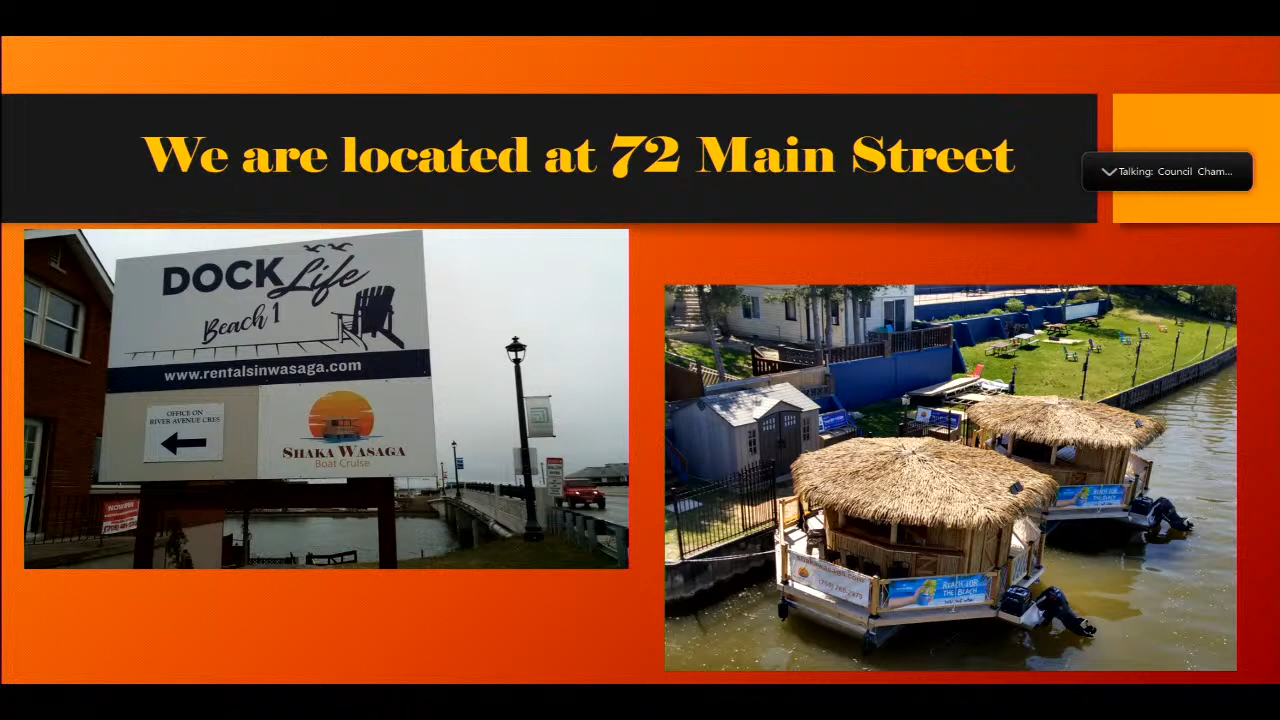 We are located at 72 Main Street
Talking: Council Cham...
DOCK Life
Beach 1
www.rentalsinwasaga.com
OFFICE ON
RIVER AVENUE CRES
SHAKA WASAGA
Boat Cruise
REACH FOR
THE BEACH
REACH FOR
THE BEACH